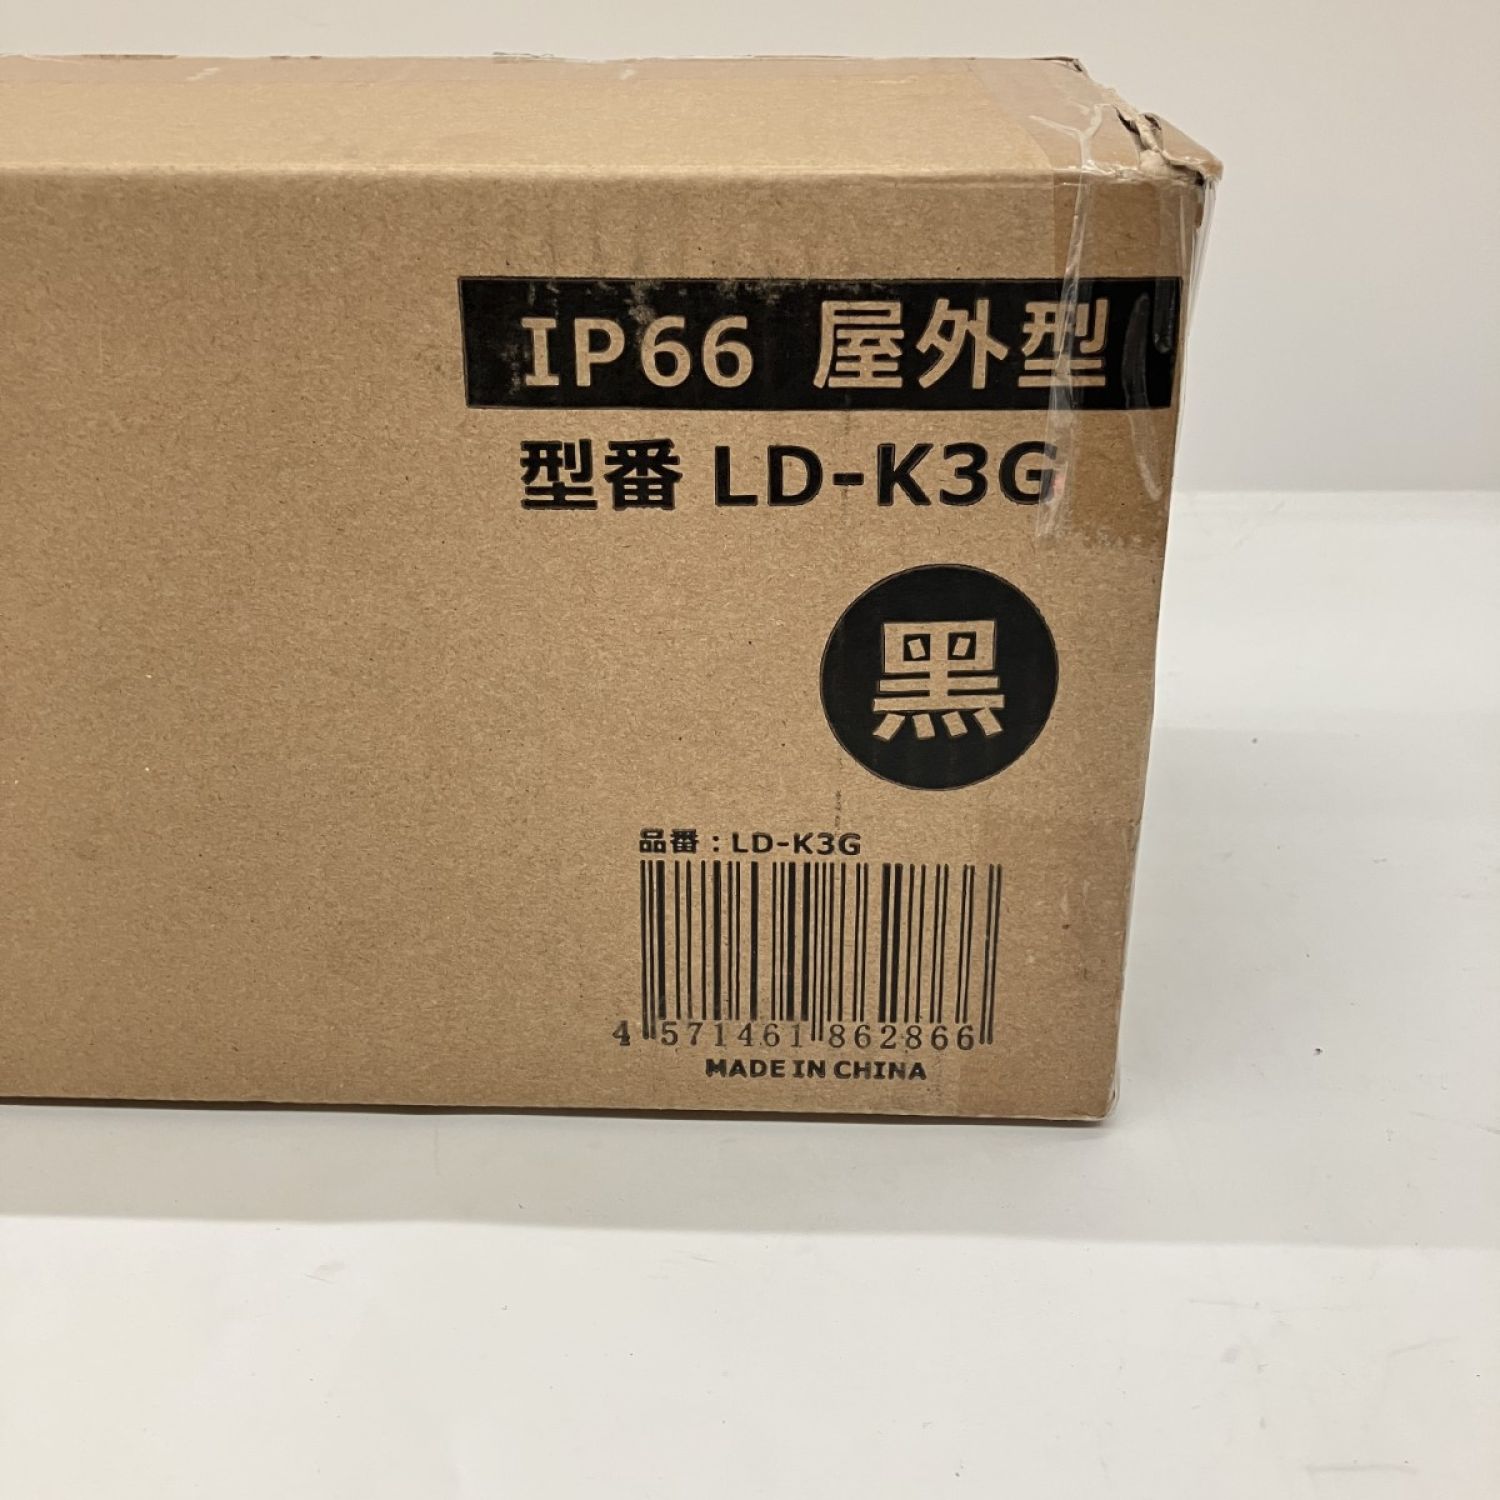 IP66 屋外型
型番 LD-K3G
黒
品番：LD-K3G
4 571461 862866
MADE IN CHINA